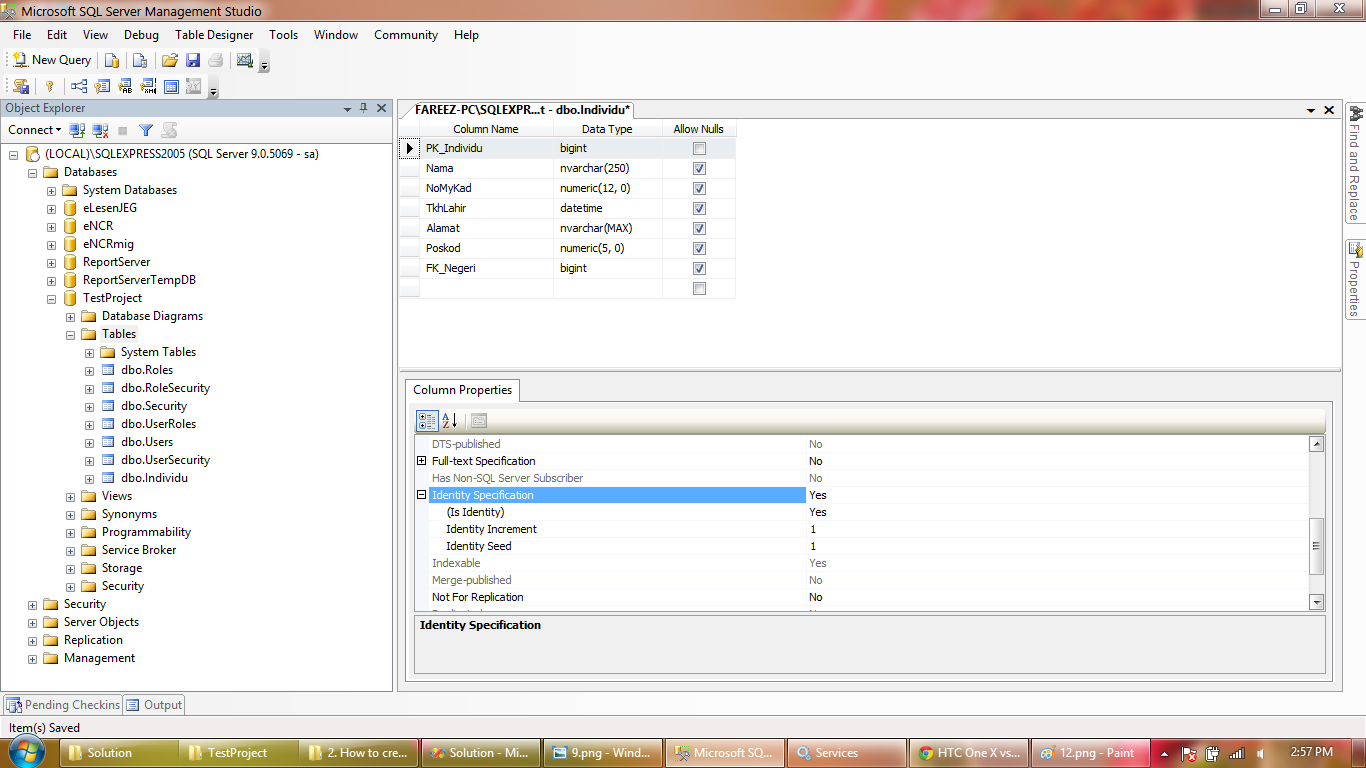 Microsoft SQL Server Management Studio
File Edit View Debug Table Designer Tools Window Community Help
New Query
Object Explorer
Connect
(LOCAL)\SQLEXPRESS2005 (SQL Server 9.0.5069 - sa)
Databases
System Databases
eLesenJEG
eNCR
eNCRmig
ReportServer
ReportServerTempDB
TestProject
Database Diagrams
Tables
System Tables
dbo.Roles
dbo.RoleSecurity
dbo.Security
dbo.UserRoles
dbo.Users
dbo.UserSecurity
dbo.Individu
Views
Synonyms
Programmability
Service Broker
Storage
Security
Security
Server Objects
Replication
Management
FAREEZ-PC\SQLEXPR...t - dbo.Individu*
Column Name Data Type Allow Nulls
PK_Individu bigint
Nama nvarchar(250)
NoMyKad numeric(12, 0)
TkhLahir datetime
Alamat nvarchar(MAX)
Poskod numeric(5, 0)
FK_Negeri bigint
Column Properties
DTS-published No
Full-text Specification No
Has Non-SQL Server Subscriber No
Identity Specification Yes
(Is Identity) Yes
Identity Increment 1
Identity Seed 1
Indexable Yes
Merge-published No
Not For Replication No
Identity Specification
Find and Replace
Properties
Pending Checkins Output
Item(s) Saved
Solution TestProject 2. How to cre... Solution - Mi... 9.png - Wind... Microsoft SQ... Services HTC One X vs... 12.png - Paint 2:57 PM